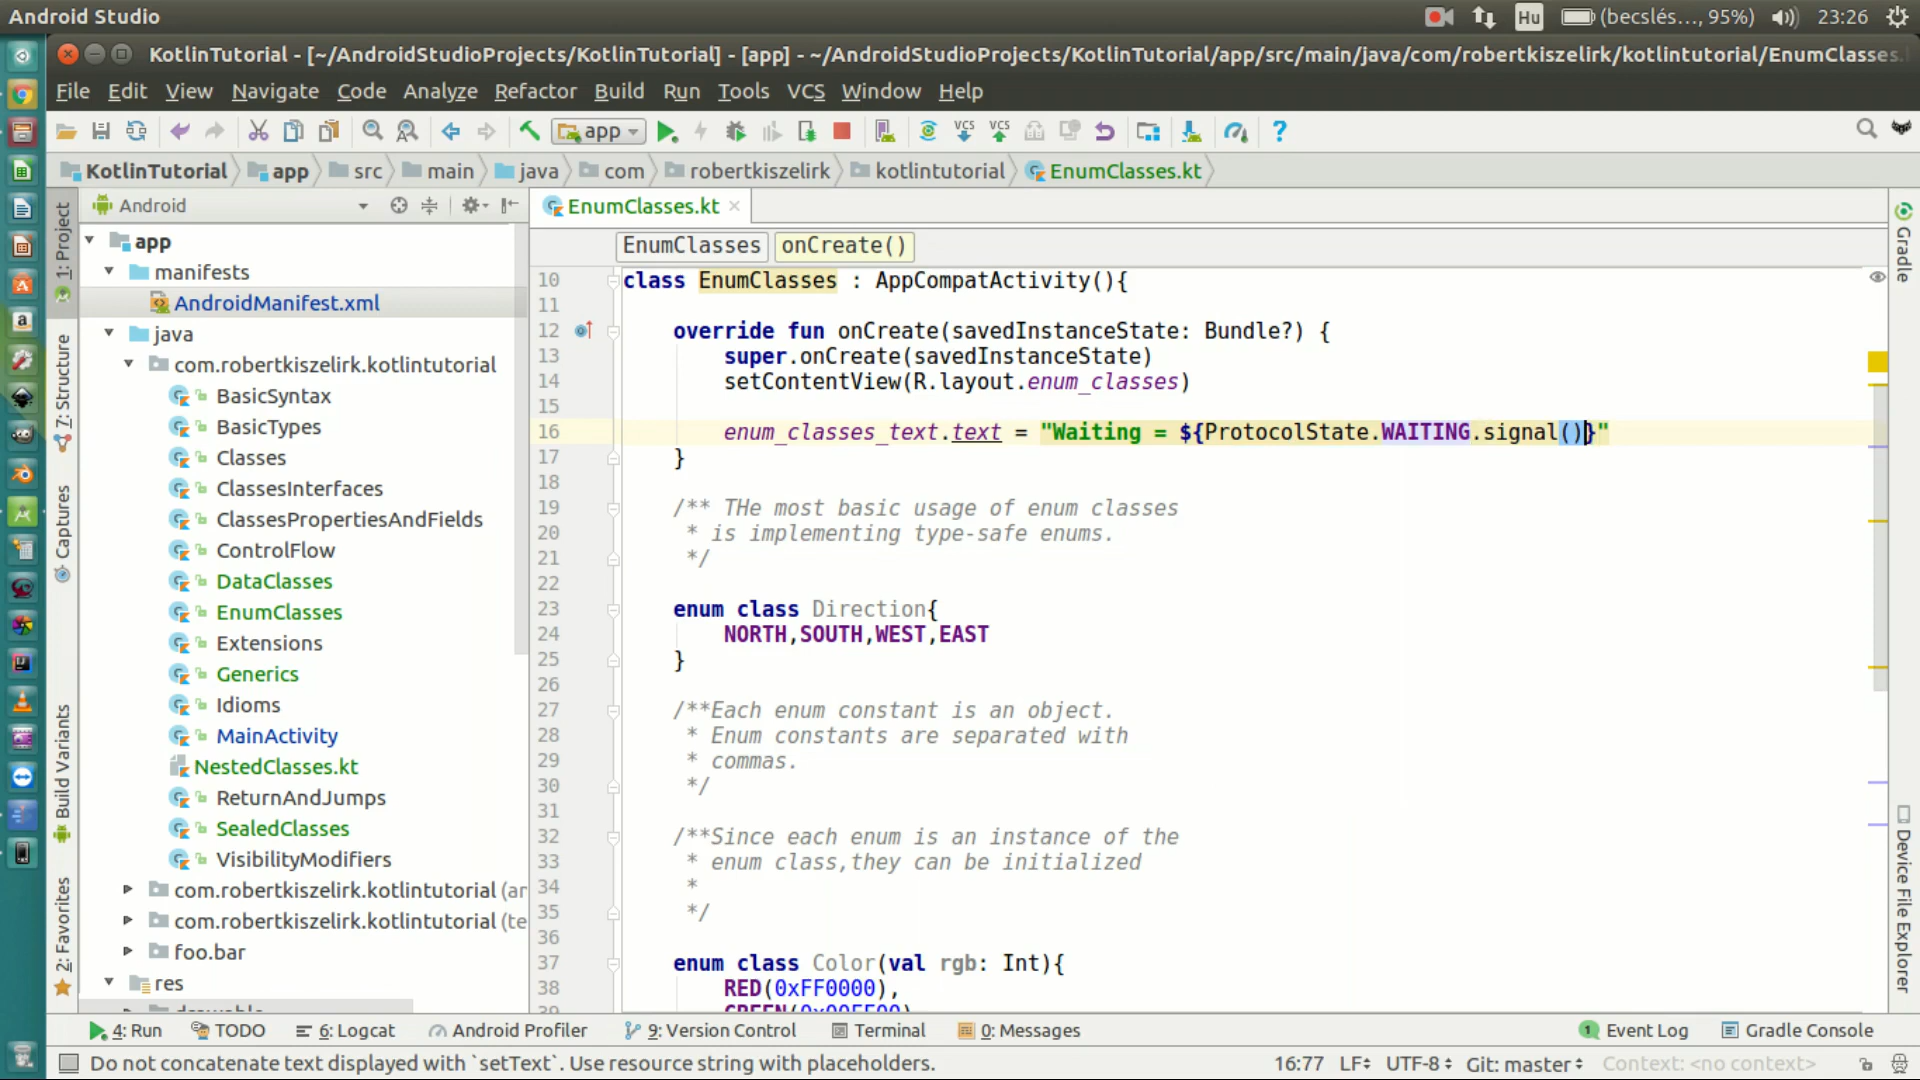 Android Studio
Hu
(becslés..., 95%)
23:26
KotlinTutorial - [~/AndroidStudioProjects/KotlinTutorial] - [app] - ~/AndroidStudioProjects/KotlinTutorial/app/src/main/java/com/robertkiszelirk/kotlintutorial/EnumClasses.
File Edit View Navigate Code Analyze Refactor Build Run Tools VCS Window Help
app
VCS VCS
KotlinTutorial app src main java com robertkiszelirk kotlintutorial EnumClasses.kt
1: Project
7: Structure
Captures
Build Variants
2: Favorites
Android
app
manifests
AndroidManifest.xml
java
com.robertkiszelirk.kotlintutorial
BasicSyntax
BasicTypes
Classes
ClassesInterfaces
ClassesPropertiesAndFields
ControlFlow
DataClasses
EnumClasses
Extensions
Generics
Idioms
MainActivity
NestedClasses.kt
ReturnAndJumps
SealedClasses
VisibilityModifiers
com.robertkiszelirk.kotlintutorial (ar
com.robertkiszelirk.kotlintutorial (te
foo.bar
res
EnumClasses.kt
EnumClasses onCreate()
10 class EnumClasses : AppCompatActivity(){
11
12 override fun onCreate(savedInstanceState: Bundle?) {
13 super.onCreate(savedInstanceState)
14 setContentView(R.layout.enum_classes)
15
16 enum_classes_text.text = "Waiting = ${ProtocolState.WAITING.signal()}"
17 }
18
19 /** THe most basic usage of enum classes
20 * is implementing type-safe enums.
21 */
22
23 enum class Direction{
24 NORTH,SOUTH,WEST,EAST
25 }
26
27 /**Each enum constant is an object.
28 * Enum constants are separated with
29 * commas.
30 */
31
32 /**Since each enum is an instance of the
33 * enum class,they can be initialized
34 *
35 */
36
37 enum class Color(val rgb: Int){
38 RED(0xFF0000),
39 GREEN(0x00FF00)
Gradle
Device File Explorer
4: Run TODO 6: Logcat Android Profiler 9: Version Control Terminal 0: Messages 1 Event Log Gradle Console
Do not concatenate text displayed with `setText`. Use resource string with placeholders. 16:77 LF÷ UTF-8÷ Git: master÷ Context: <no context>